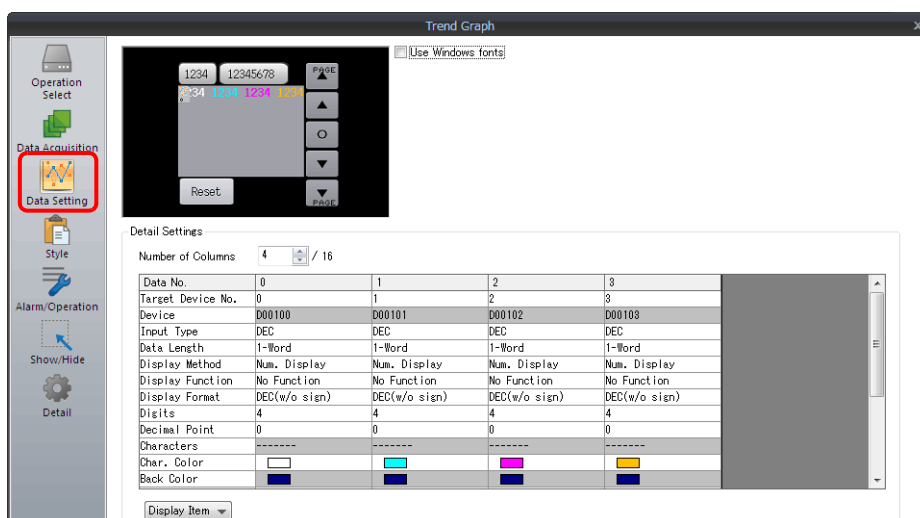 Trend Graph
x
Operation
Select
Data Acquisition
Data Setting
Style
Alarm/Operation
Show/Hide
Detail
Use Windows fonts
1234 12345678 PAGE
234 1234 1234 1234
Reset PAGE
Detail Settings
Number of Columns 4 / 16
Data No. 0 1 2 3
Target Device No. 0 1 2 3
Device D00100 D00101 D00102 D00103
Input Type DEC DEC DEC DEC
Data Length 1-Word 1-Word 1-Word 1-Word
Display Method Num. Display Num. Display Num. Display Num. Display
Display Function No Function No Function No Function No Function
Display Format DEC(w/o sign) DEC(w/o sign) DEC(w/o sign) DEC(w/o sign)
Digits 4 4 4 4
Decimal Point 0 0 0 0
Characters ------- ------- ------- -------
Char. Color
Back Color
Display Item